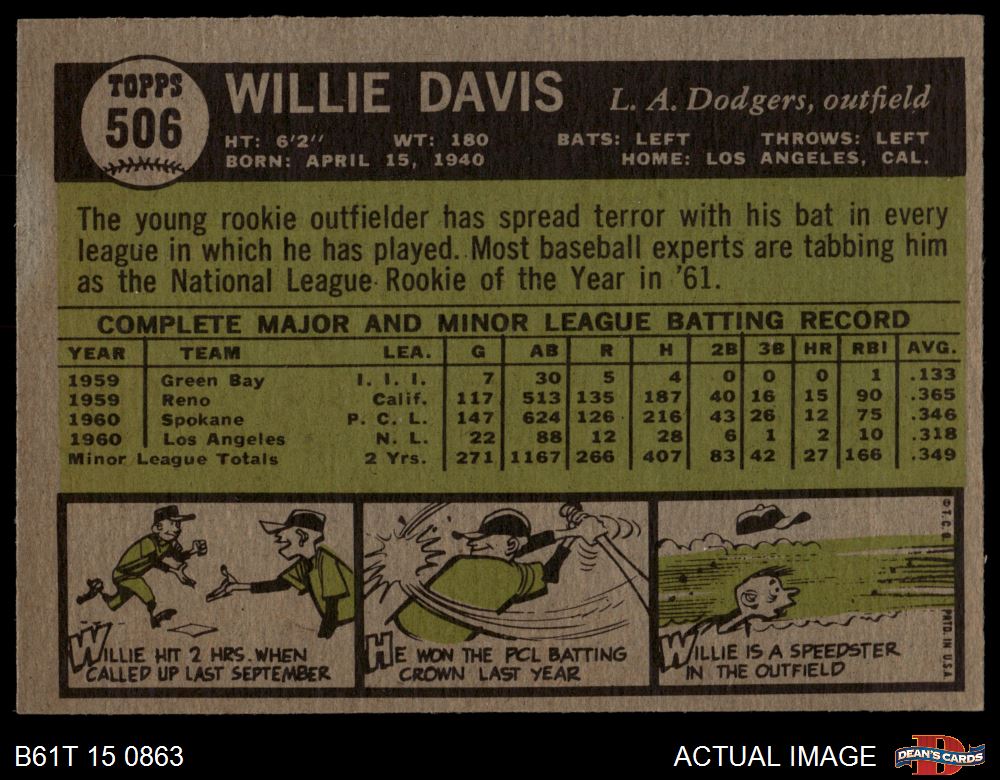 TOPPS
506
WILLIE DAVIS L. A. Dodgers, outfield
HT: 6'2" WT: 180 BATS: LEFT THROWS: LEFT
BORN: APRIL 15, 1940 HOME: LOS ANGELES, CAL.
The young rookie outfielder has spread terror with his bat in every
league in which he has played. Most baseball experts are tabbing him
as the National League Rookie of the Year in '61.
COMPLETE MAJOR AND MINOR LEAGUE BATTING RECORD
YEAR TEAM LEA. G AB R H 2B 3B HR RBI AVG.
1959 Green Bay I. I. I. 7 30 5 4 0 0 0 1 .133
1959 Reno Calif. 117 513 135 187 40 16 15 90 .365
1960 Spokane P. C. L. 147 624 126 216 43 26 12 75 .346
1960 Los Angeles N. L. 22 88 12 28 6 1 2 10 .318
Minor League Totals 2 Yrs. 271 1167 266 407 83 42 27 166 .349
WILLIE HIT 2 HRS. WHEN
CALLED UP LAST SEPTEMBER
HE WON THE PCL BATTING
CROWN LAST YEAR
WILLIE IS A SPEEDSTER
IN THE OUTFIELD
© T. C. G.
PRTD. IN U.S.A.
B61T 15 0863
ACTUAL IMAGE
DEAN'S CARDS